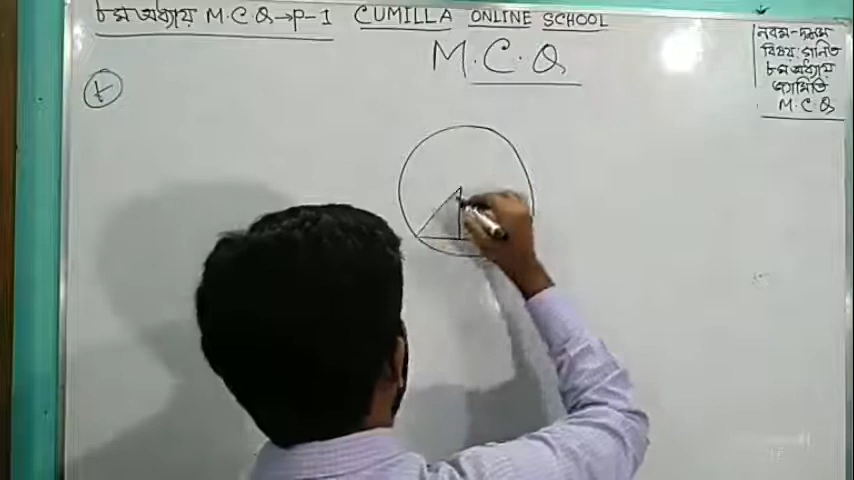 ৮ম অধ্যায় M.C.Q→P-1 CUMILLA ONLINE SCHOOL
M.C.Q
নবম-দশম
বিষয় গণিত
৮ম অধ্যায়
জ্যামিতি
M.C.Q